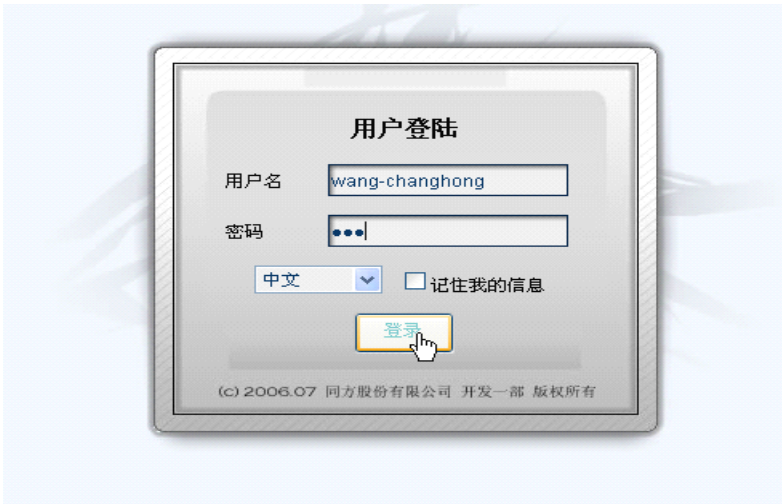 用户登陆
用户名 wang-changhong
密码 •••
中文 记住我的信息
登录
(c) 2006.07 同方股份有限公司 开发一部 版权所有